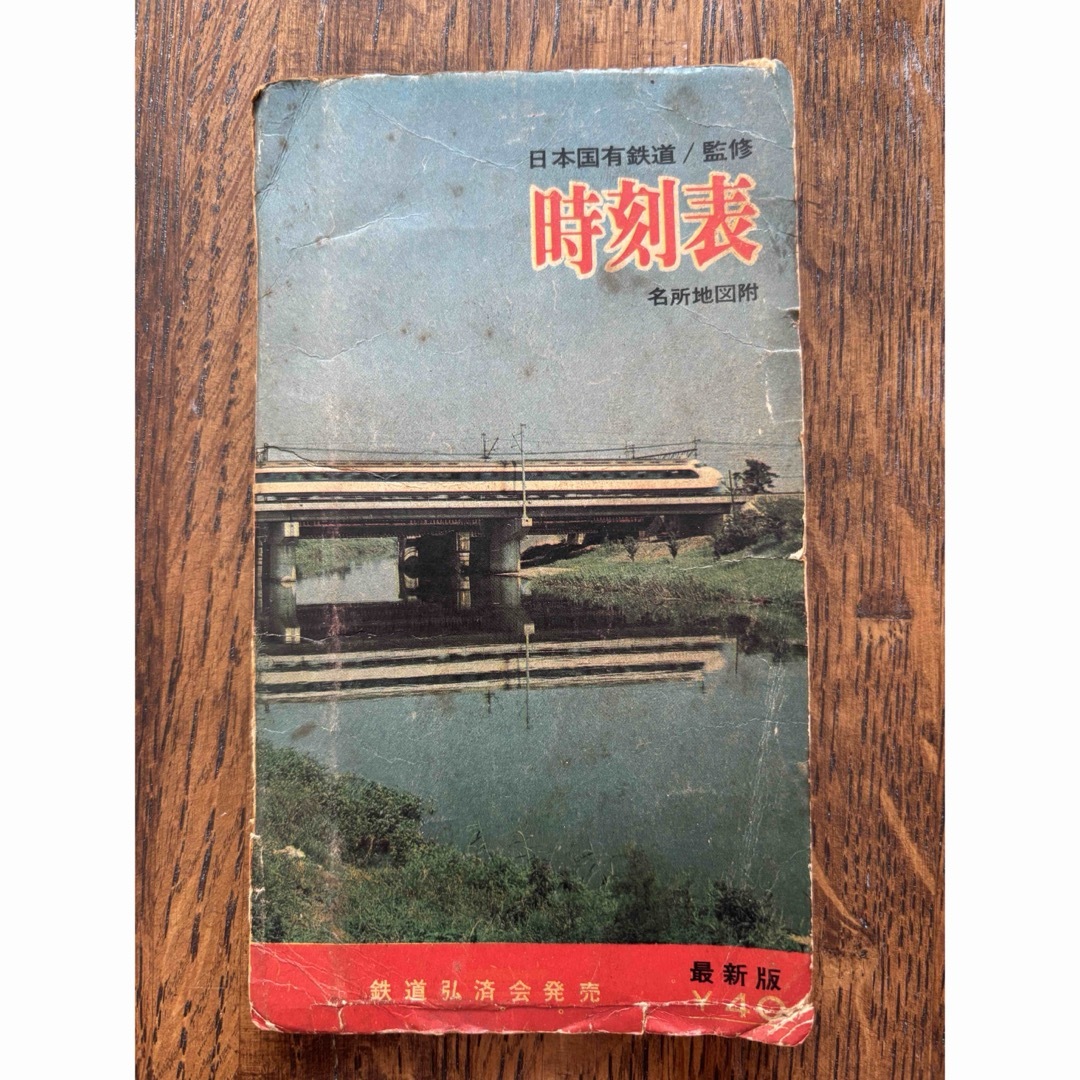 日本国有鉄道/監修
時刻表
名所地図附
最新版
鉄道弘済会発売
¥40